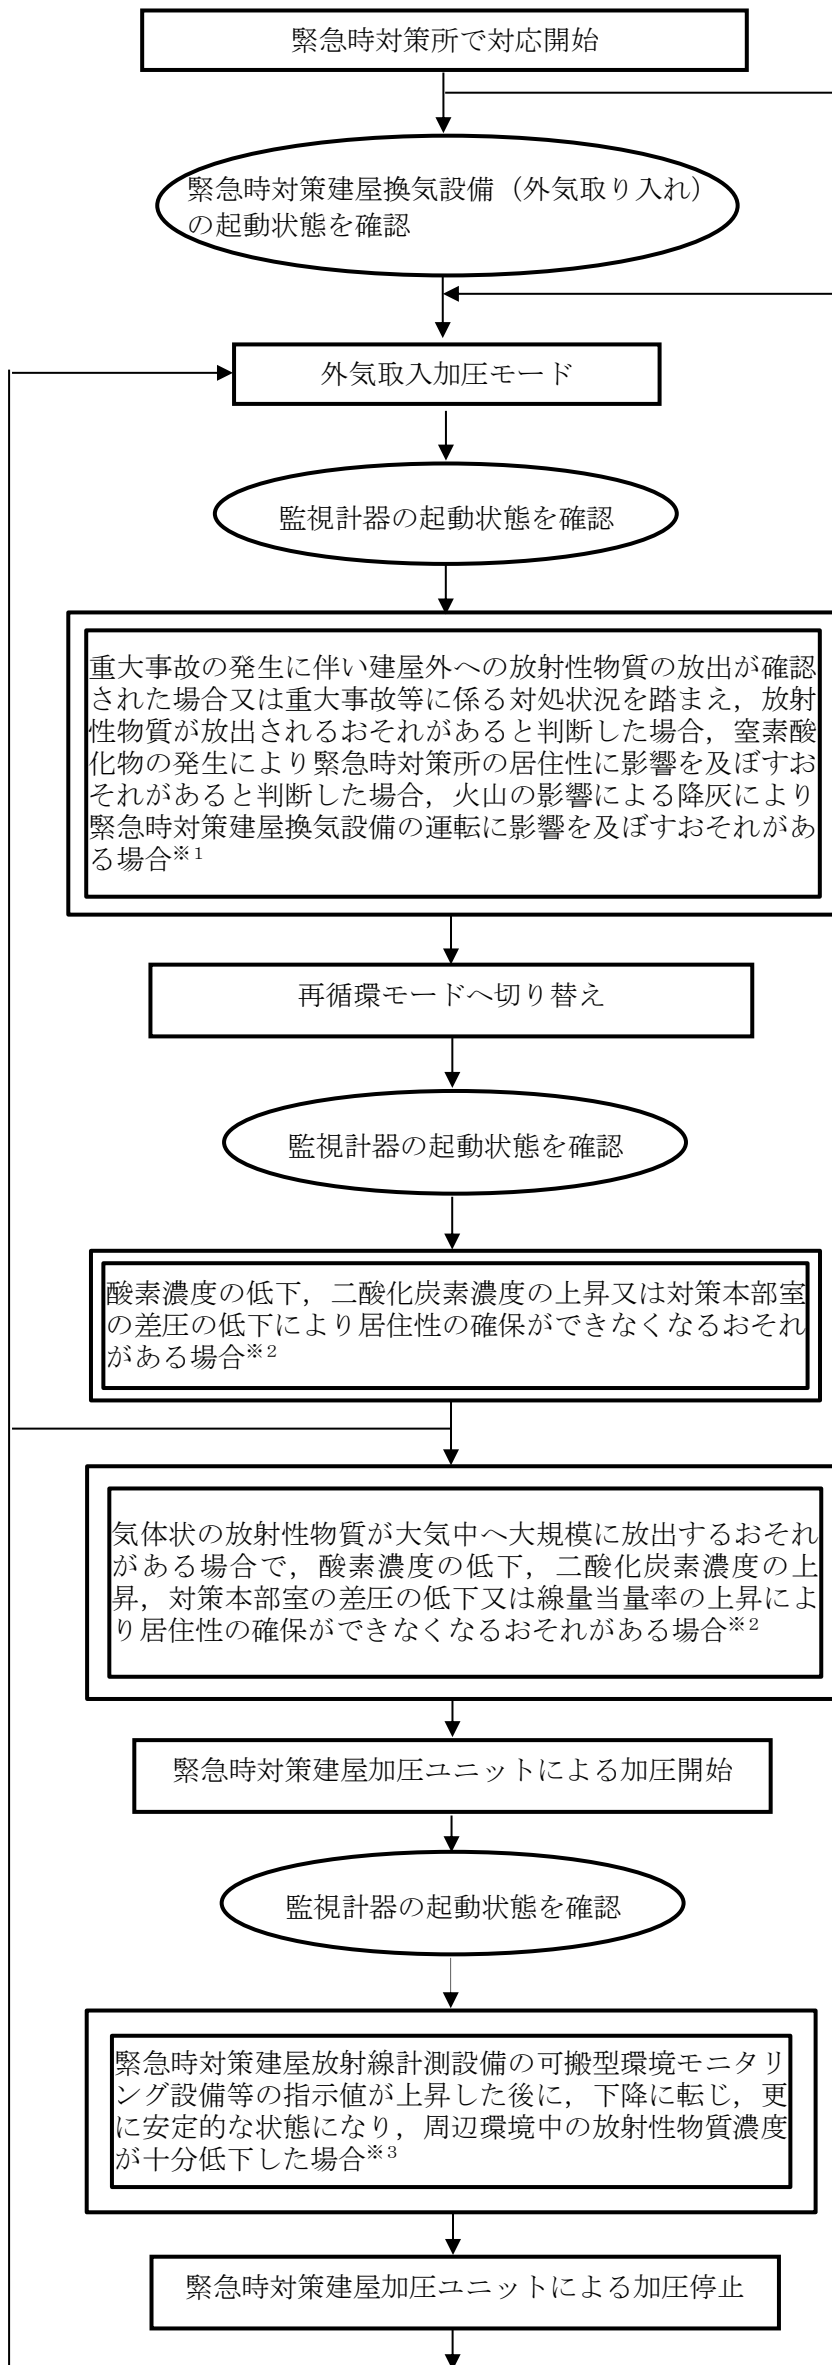 緊急時対策所で対応開始
緊急時対策建屋換気設備（外気取り入れ）
の起動状態を確認
外気取入加圧モード
監視計器の起動状態を確認
重大事故の発生に伴い建屋外への放射性物質の放出が確認
された場合又は重大事故等に係る対処状況を踏まえ，放射
性物質が放出されるおそれがあると判断した場合，窒素酸
化物の発生により緊急時対策所の居住性に影響を及ぼすお
それがあると判断した場合，火山の影響による降灰により
緊急時対策建屋換気設備の運転に影響を及ぼすおそれがあ
る場合※1
再循環モードへ切り替え
監視計器の起動状態を確認
酸素濃度の低下，二酸化炭素濃度の上昇又は対策本部室
の差圧の低下により居住性の確保ができなくなるおそれ
がある場合※2
気体状の放射性物質が大気中へ大規模に放出するおそれ
がある場合で，酸素濃度の低下，二酸化炭素濃度の上
昇，対策本部室の差圧の低下又は線量当量率の上昇によ
り居住性の確保ができなくなるおそれがある場合※2
緊急時対策建屋加圧ユニットによる加圧開始
監視計器の起動状態を確認
緊急時対策建屋放射線計測設備の可搬型環境モニタリ
ング設備等の指示値が上昇した後に，下降に転じ，更
に安定的な状態になり，周辺環境中の放射性物質濃度
が十分低下した場合※3
緊急時対策建屋加圧ユニットによる加圧停止